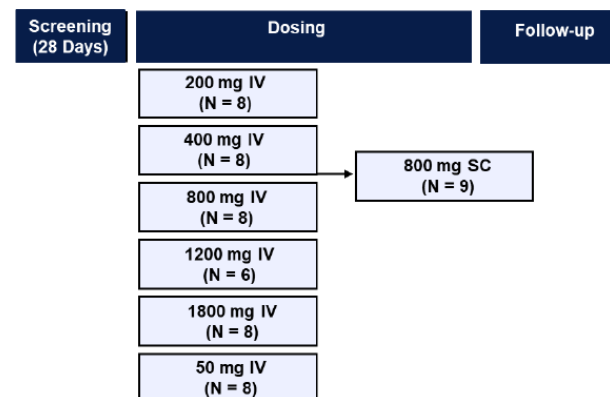 Screening
(28 Days)
Dosing
Follow-up
200 mg IV
(N = 8)
400 mg IV
(N = 8)
800 mg SC
(N = 9)
800 mg IV
(N = 8)
1200 mg IV
(N = 6)
1800 mg IV
(N = 8)
50 mg IV
(N = 8)